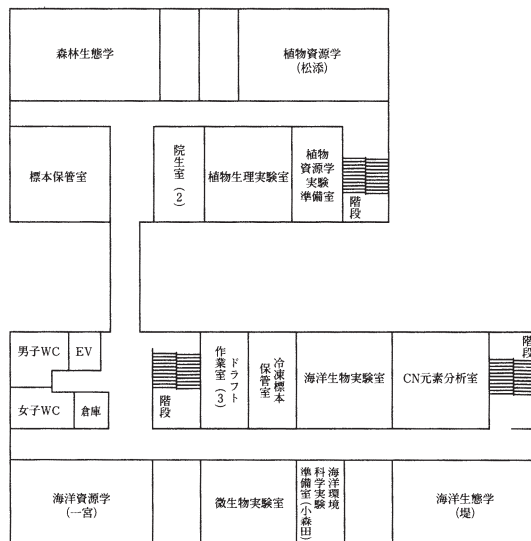 森林生態学
植物資源学
(松添)
標本保管室
院生室(2)
植物生理実験室
植物
資源学
実験
準備室
階段
男子WC
EV
女子WC
倉庫
階段
ドラフト
作業室(3)
冷凍標本
保管室
海洋生物実験室
CN元素分析室
階段
海洋資源学
(一宮)
微生物実験室
海洋環境
科学実験
準備室(小森田)
海洋生態学
(堤)